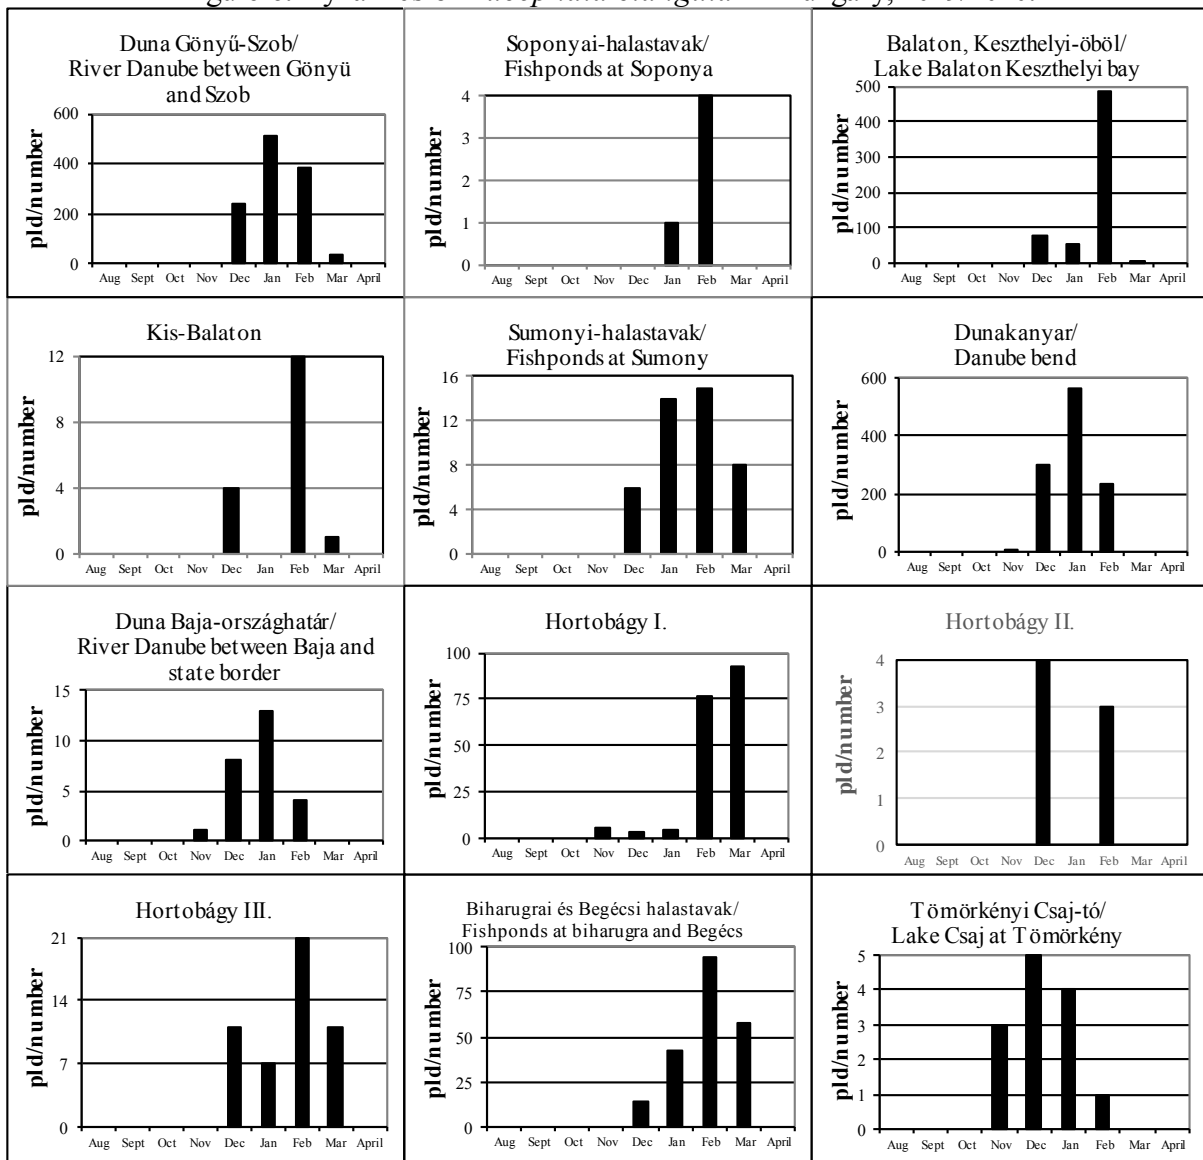 Duna Gönyű-Szob/
River Danube between Gönyü
and Szob
pld/number
600
400
200
0
Aug Sept Oct Nov Dec Jan Feb Mar April
Soponyai-halastavak/
Fishponds at Soponya
pld/number
4
3
2
1
0
Aug Sept Oct Nov Dec Jan Feb Mar April
Balaton, Keszthelyi-öböl/
Lake Balaton Keszthelyi bay
pld/number
500
400
300
200
100
0
Aug Sept Oct Nov Dec Jan Feb Mar April
Kis-Balaton
pld/number
12
8
4
0
Aug Sept Oct Nov Dec Jan Feb Mar April
Sumonyi-halastavak/
Fishponds at Sumony
pld/number
16
12
8
4
0
Aug Sept Oct Nov Dec Jan Feb Mar April
Dunakanyar/
Danube bend
pld/number
600
400
200
0
Aug Sept Oct Nov Dec Jan Feb Mar April
Duna Baja-országhatár/
River Danube between Baja and
state border
pld/number
15
10
5
0
Aug Sept Oct Nov Dec Jan Feb Mar April
Hortobágy I.
pld/number
100
75
50
25
0
Aug Sept Oct Nov Dec Jan Feb Mar April
Hortobágy II.
pld/number
4
3
2
1
0
Aug Sept Oct Nov Dec Jan Feb Mar April
Hortobágy III.
pld/number
21
14
7
0
Aug Sept Oct Nov Dec Jan Feb Mar April
Biharugrai és Begécsi halastavak/
Fishponds at biharugra and Begécs
pld/number
100
75
50
25
0
Aug Sept Oct Nov Dec Jan Feb Mar April
Tömörkényi Csaj-tó/
Lake Csaj at Tömörkény
pld/number
5
4
3
2
1
0
Aug Sept Oct Nov Dec Jan Feb Mar April